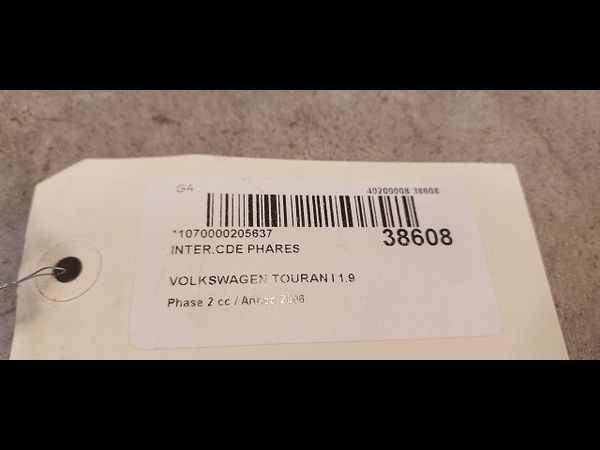 GA 40200008 38608
*1070000205637 38608
INTER.CDE PHARES
VOLKSWAGEN TOURAN I 1.9
Phase 2 cc / Année 2006